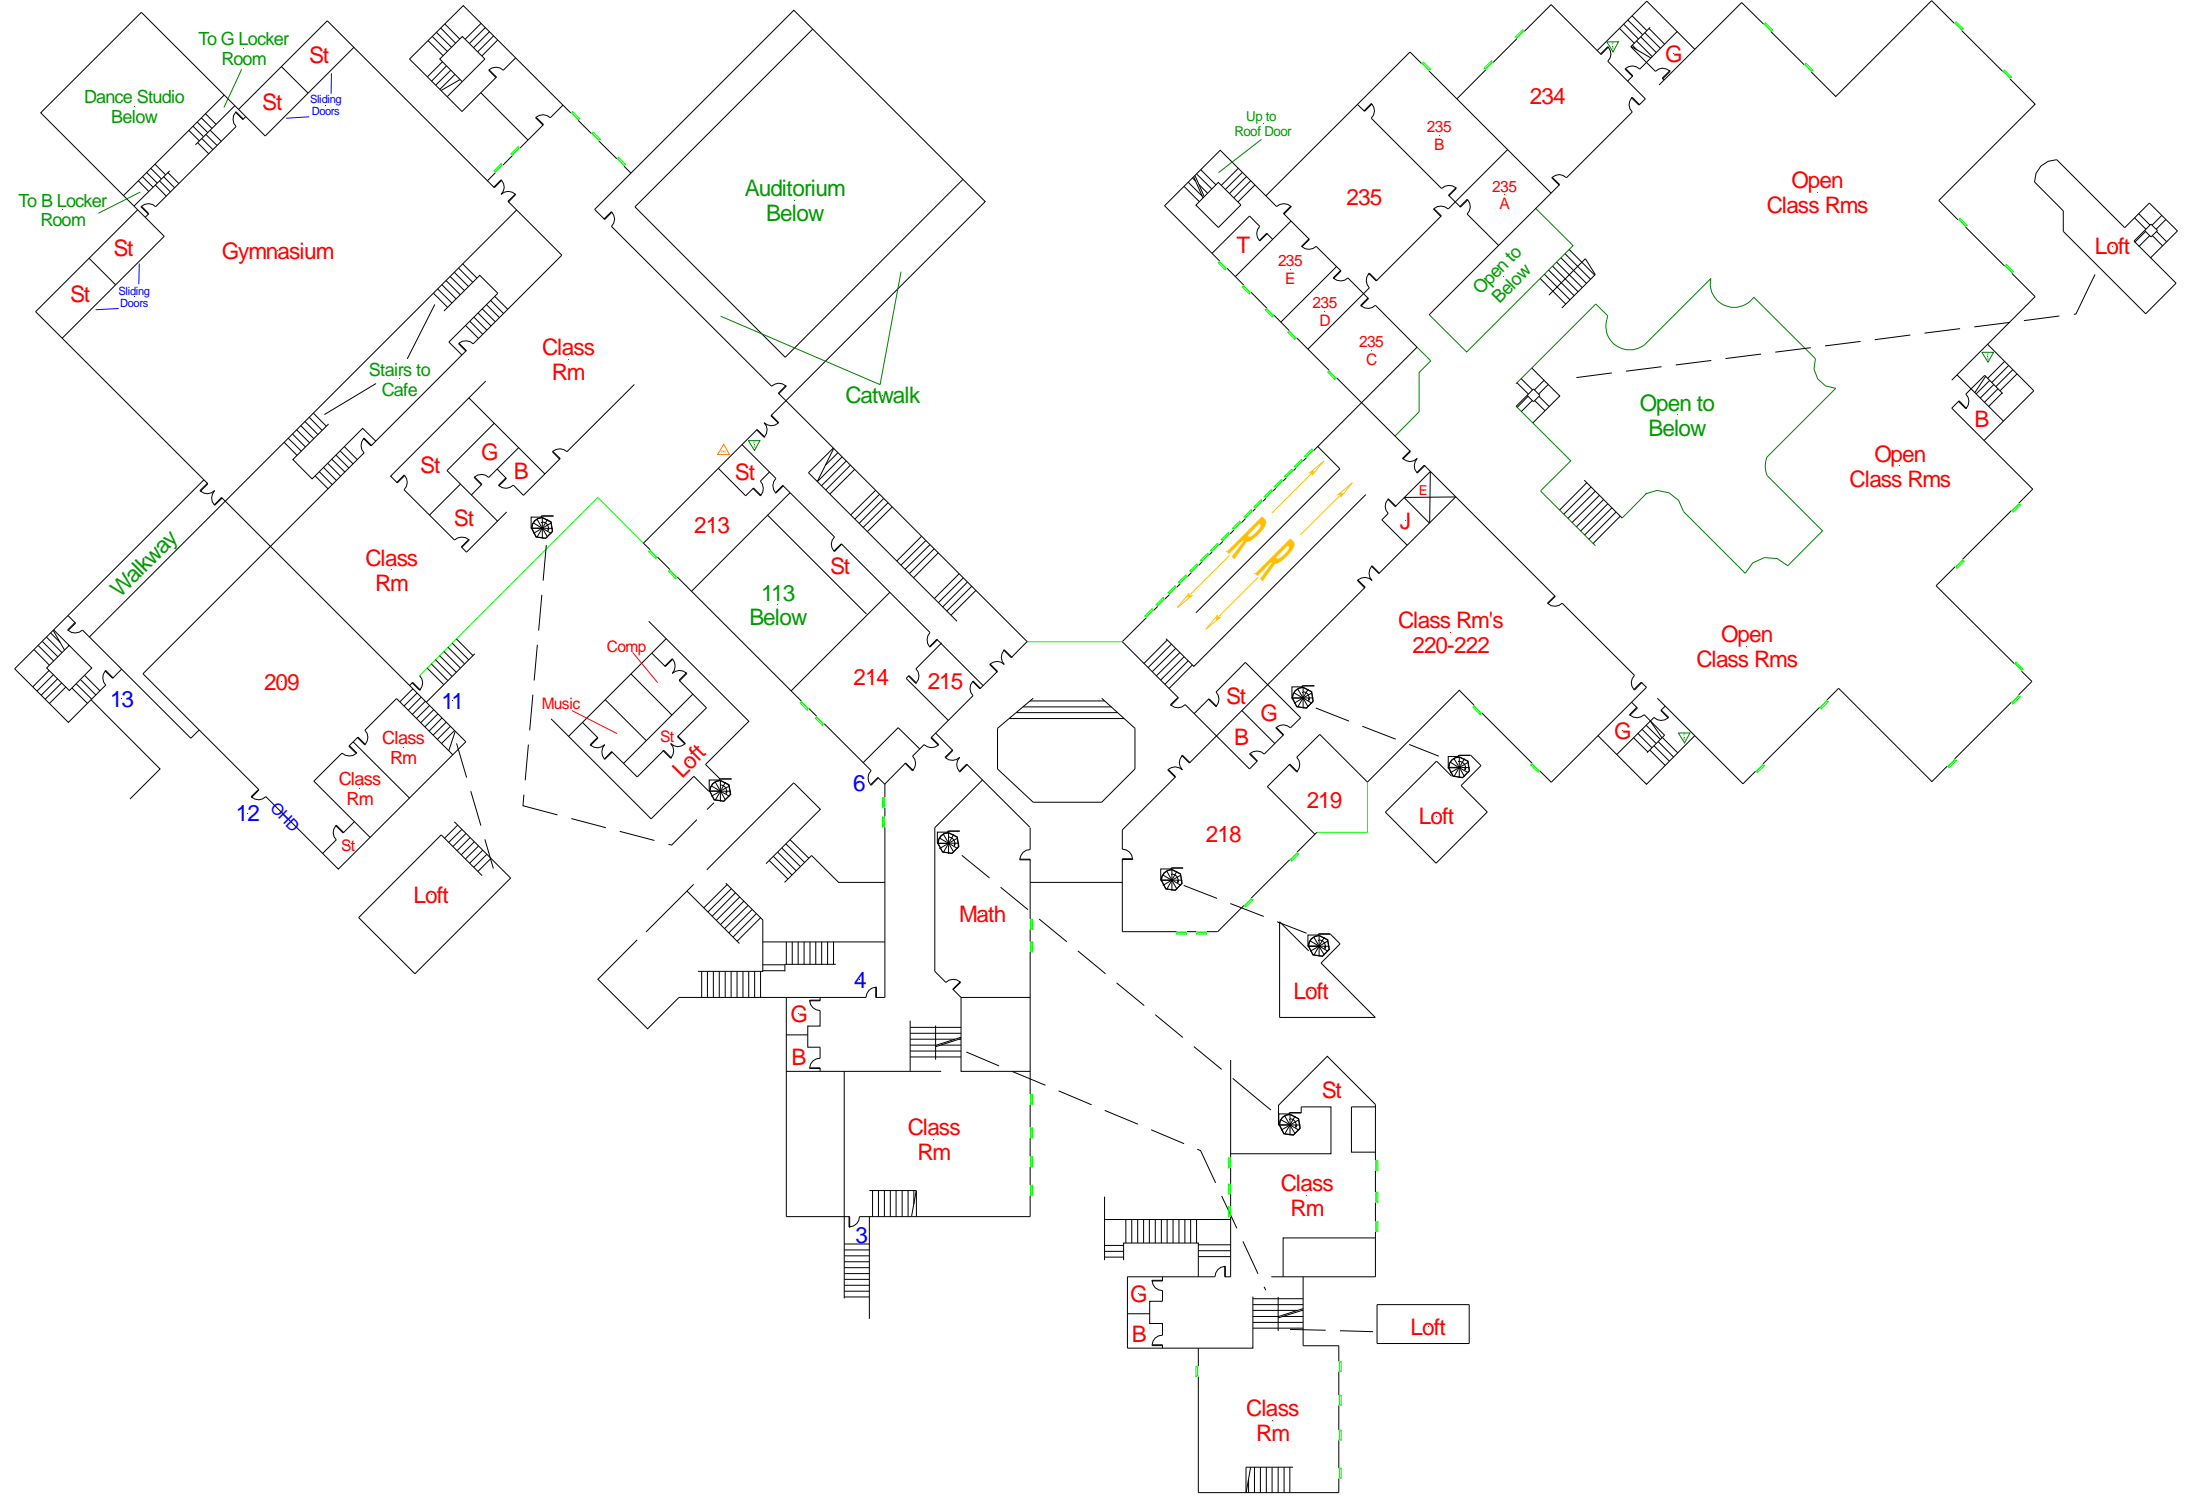 To G Locker
Room
St
St
Sliding
Doors
Dance Studio
Below
To B Locker
Room
St
St
Sliding
Doors
Gymnasium
Stairs to
Cafe
Class
Rm
Auditorium
Below
Catwalk
Up to
Roof Door
234
G
235
B
235
A
235
T
235
E
235
D
235
C
Open to
Below
Open
Class Rms
Loft
Open to
Below
B
Open
Class Rms
Open
Class Rms
St
G
B
St
Class
Rm
Walkway
St
213
113
Below
St
214
215
R
R
E
J
Class Rm's
220-222
St
G
B
G
219
218
Loft
Loft
209
13
11
12
OHD
Class
Rm
Class
Rm
St
Loft
Comp
Music
St
Loft
6
4
Math
G
B
Class
Rm
3
St
Class
Rm
G
B
Loft
Class
Rm